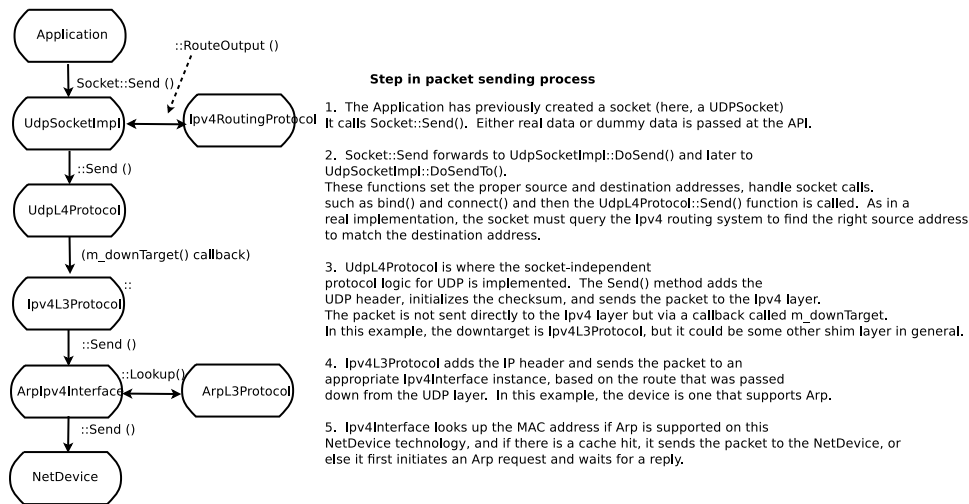 Application
::RouteOutput ()
Socket::Send ()
UdpSocketImpl
Ipv4RoutingProtocol
::Send ()
UdpL4Protocol
(m_downTarget() callback)
::
Ipv4L3Protocol
::Send ()
::Lookup()
ArpIpv4Interface
ArpL3Protocol
::Send ()
NetDevice
Step in packet sending process
1. The Application has previously created a socket (here, a UDPSocket)
It calls Socket::Send(). Either real data or dummy data is passed at the API.
2. Socket::Send forwards to UdpSocketImpl::DoSend() and later to
UdpSocketImpl::DoSendTo().
These functions set the proper source and destination addresses, handle socket calls.
such as bind() and connect() and then the UdpL4Protocol::Send() function is called. As in a
real implementation, the socket must query the Ipv4 routing system to find the right source address
to match the destination address.
3. UdpL4Protocol is where the socket-independent
protocol logic for UDP is implemented. The Send() method adds the
UDP header, initializes the checksum, and sends the packet to the Ipv4 layer.
The packet is not sent directly to the Ipv4 layer but via a callback called m_downTarget.
In this example, the downtarget is Ipv4L3Protocol, but it could be some other shim layer in general.
4. Ipv4L3Protocol adds the IP header and sends the packet to an
appropriate Ipv4Interface instance, based on the route that was passed
down from the UDP layer. In this example, the device is one that supports Arp.
5. Ipv4Interface looks up the MAC address if Arp is supported on this
NetDevice technology, and if there is a cache hit, it sends the packet to the NetDevice, or
else it first initiates an Arp request and waits for a reply.